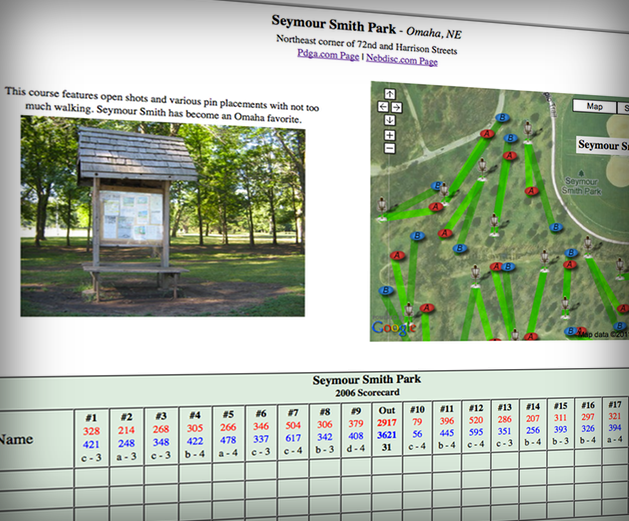 Seymour Smith Park - Omaha, NE
Northeast corner of 72nd and Harrison Streets
Pdga.com Page | Nebdisc.com Page
This course features open shots and various pin placements with not too
much walking. Seymour Smith has become an Omaha favorite.
Map S
Seymour S
Seymour
Smith Park
Google
Map data ©201
Seymour Smith Park
2006 Scorecard
Name #1 #2 #3 #4 #5 #6 #7 #8 #9 Out #10 #11 #12 #13 #14 #15 #16 #17
328 214 268 305 266 346 504 306 379 2917 79 396 520 286 207 311 297 321
421 248 348 422 478 337 617 342 408 3621 56 445 595 351 256 393 326 394
c - 3 a - 3 c - 3 b - 4 a - 4 c - 3 c - 4 b - 3 d - 4 31 c - 4 b - 4 c - 4 c - 3 b - 4 b - 4 b - 4 a - 4